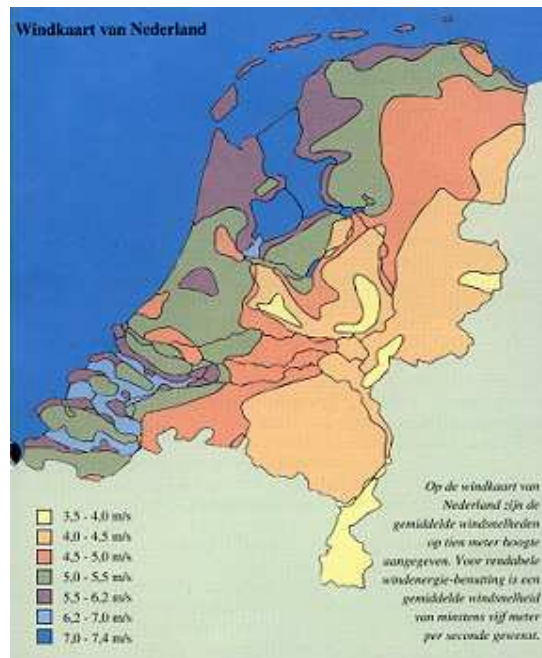 Windkaart van Nederland
3,5 - 4,0 m/s
4,0 - 4,5 m/s
4,5 - 5,0 m/s
5,0 - 5,5 m/s
5,5 - 6,2 m/s
6,2 - 7,0 m/s
7,0 - 7,4 m/s
Op de windkaart van
Nederland zijn de
gemiddelde windsnelheden
op tien meter hoogte
aangegeven. Voor rendabele
windenergie-benutting is een
gemiddelde windsnelheid
van minstens vijf meter
per seconde gewenst.